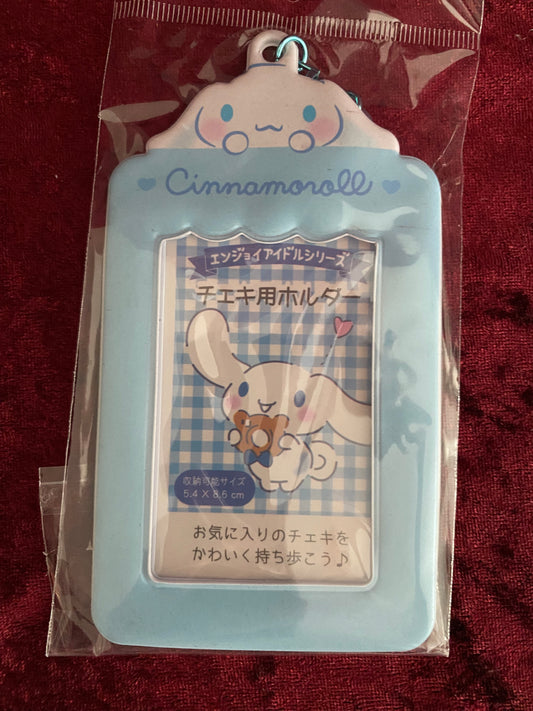 Cinnamoroll
エンジョイアイドルシリーズ
チェキ用ホルダー
収納可能サイズ
5.4 X 8.6 cm
お気に入りのチェキを
かわいく持ち歩こう♪